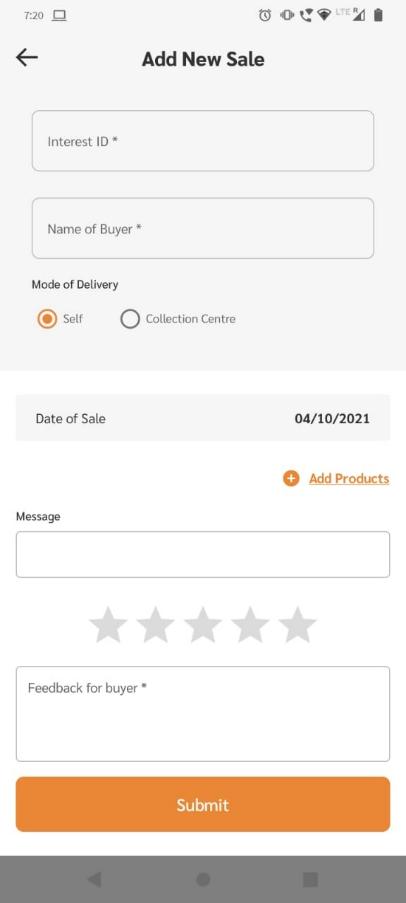 7:20 LTE R
Add New Sale
Interest ID *
Name of Buyer *
Mode of Delivery
Self Collection Centre
Date of Sale 04/10/2021
Add Products
Message
Feedback for buyer *
Submit